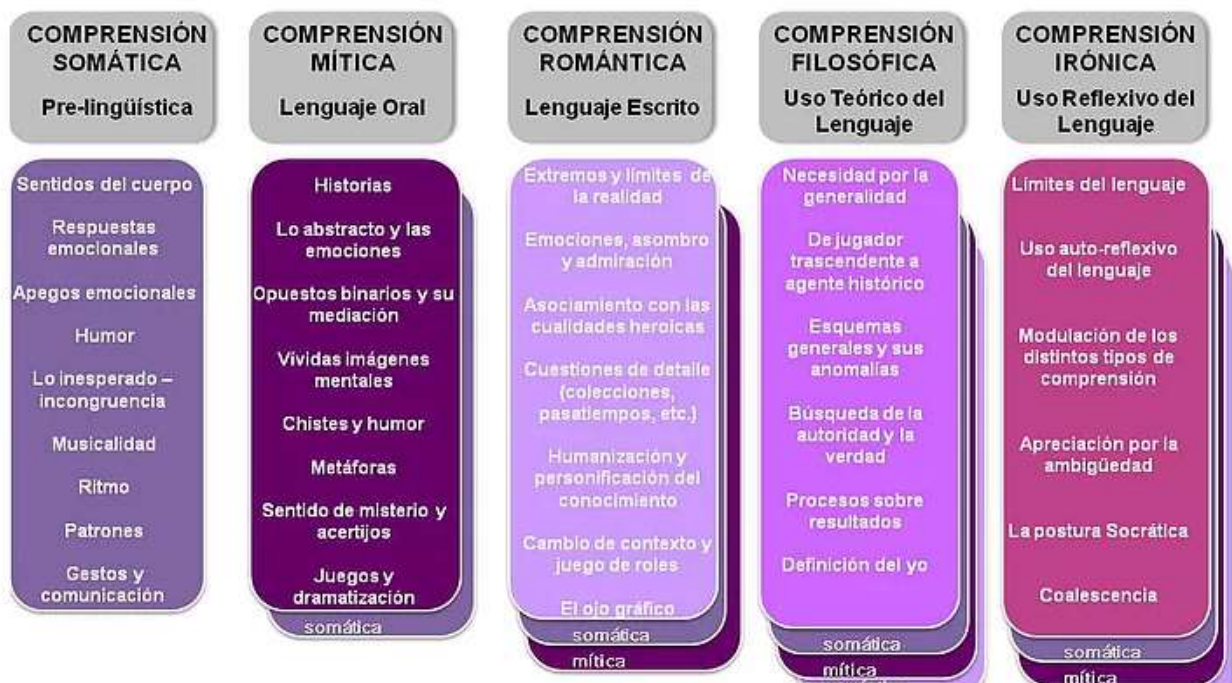 COMPRENSIÓN
SOMÁTICA
Pre-lingüística
Sentidos del cuerpo
Respuestas
emocionales
Apegos emocionales
Humor
Lo inesperado –
incongruencia
Musicalidad
Ritmo
Patrones
Gestos y
comunicación
COMPRENSIÓN
MÍTICA
Lenguaje Oral
Historias
Lo abstracto y las
emociones
Opuestos binarios y su
mediación
Vívidas imágenes
mentales
Chistes y humor
Metáforas
Sentido de misterio y
acertijos
Juegos y
dramatización
somática
COMPRENSIÓN
ROMÁNTICA
Lenguaje Escrito
Extremos y límites de
la realidad
Emociones, asombro
y admiración
Asociamiento con las
cualidades heroicas
Cuestiones de detalle
(colecciones,
pasatiempos, etc.)
Humanización y
personificación del
conocimiento
Cambio de contexto y
juego de roles
El ojo gráfico
somática
mítica
COMPRENSIÓN
FILOSÓFICA
Uso Teórico del
Lenguaje
Necesidad por la
generalidad
De jugador
trascendente a
agente histórico
Esquemas
generales y sus
anomalías
Búsqueda de la
autoridad y la
verdad
Procesos sobre
resultados
Definición del yo
somática
mítica
COMPRENSIÓN
IRÓNICA
Uso Reflexivo del
Lenguaje
Límites del lenguaje
Uso auto-reflexivo
del lenguaje
Modulación de los
distintos tipos de
comprensión
Apreciación por la
ambigüedad
La postura Socrática
Coalescencia
somática
mítica